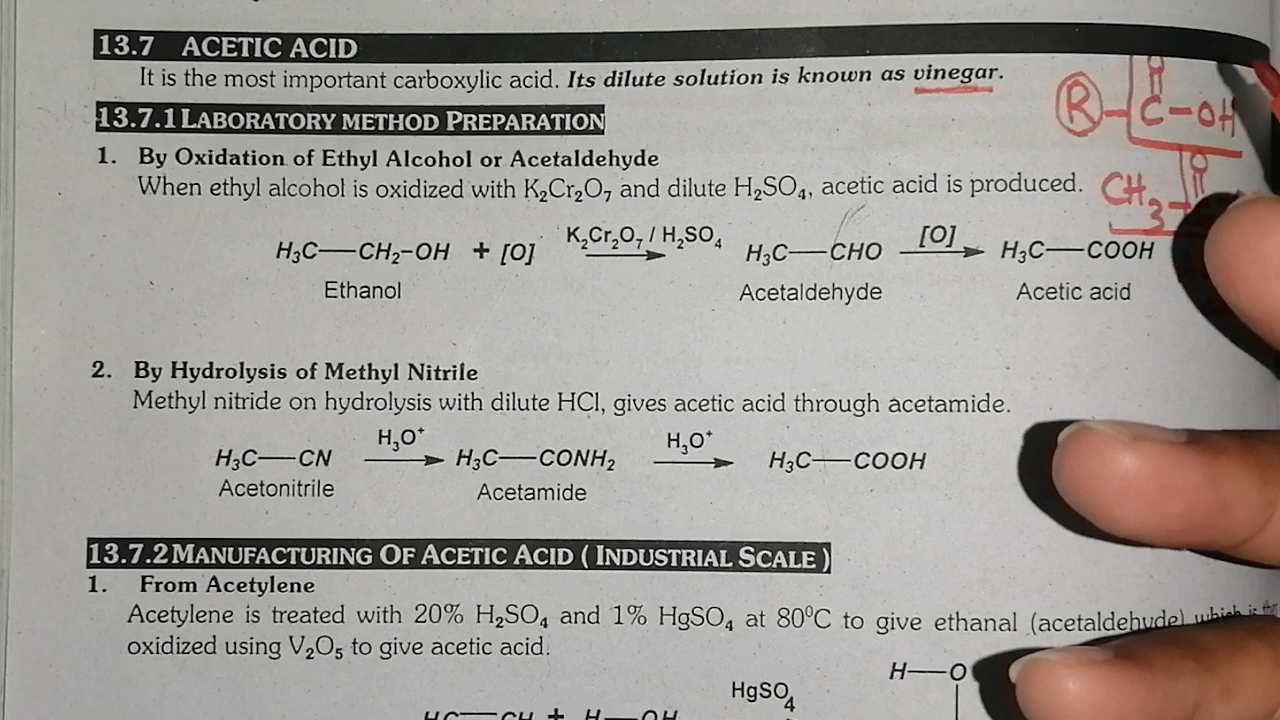 13.7 ACETIC ACID
It is the most important carboxylic acid. Its dilute solution is known as vinegar.
O
R-C-OH
13.7.1 LABORATORY METHOD PREPARATION
1. By Oxidation of Ethyl Alcohol or Acetaldehyde
When ethyl alcohol is oxidized with K₂Cr₂O₇ and dilute H₂SO₄, acetic acid is produced.
O
CH₃-
H₃C—CH₂-OH + [O] K₂Cr₂O₇ / H₂SO₄ H₃C—CHO [O] H₃C—COOH
Ethanol Acetaldehyde Acetic acid
2. By Hydrolysis of Methyl Nitrile
Methyl nitride on hydrolysis with dilute HCl, gives acetic acid through acetamide.
H₃C—CN H₃O⁺ H₃C—CONH₂ H₃O⁺ H₃C—COOH
Acetonitrile Acetamide
13.7.2 MANUFACTURING OF ACETIC ACID ( INDUSTRIAL SCALE )
1. From Acetylene
Acetylene is treated with 20% H₂SO₄ and 1% HgSO₄ at 80⁰C to give ethanal (acetaldehyde) which is
oxidized using V₂O₅ to give acetic acid.
H—O
HgSO₄
HC CH + H—OH